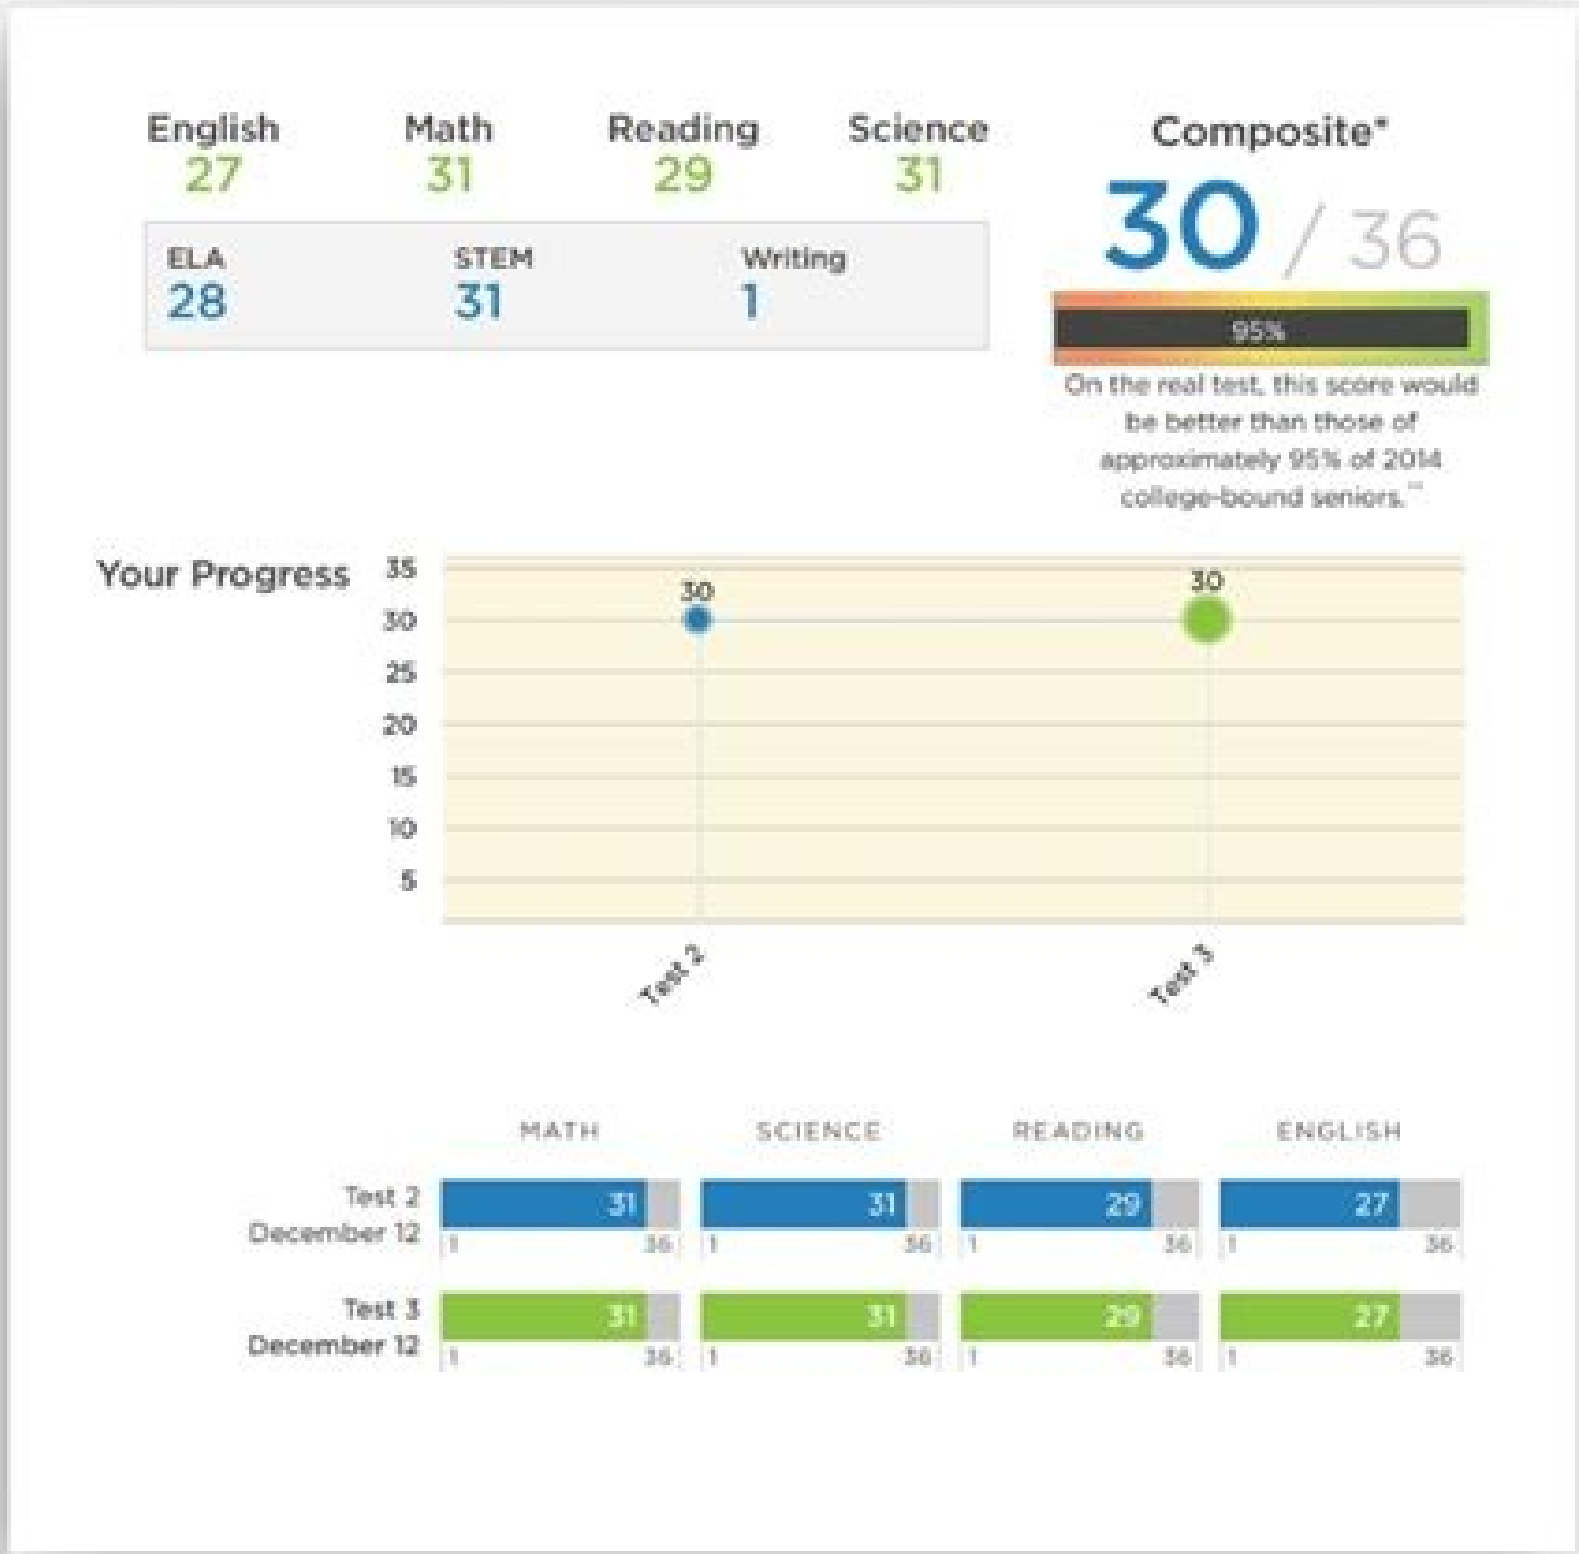 English Math Reading Science
27 31 29 31
ELA STEM Writing
28 31 1
Composite*
30 / 36
95%
On the real test, this score would
be better than those of
approximately 95% of 2014
college-bound seniors.**
Your Progress
35
30
25
20
15
10
5
30 30
Test 2 Test 3
MATH SCIENCE READING ENGLISH
Test 2 31 31 29 27
December 12 1 36 1 36 1 36 1 36
Test 3 31 31 29 27
December 12 1 36 1 36 1 36 1 36